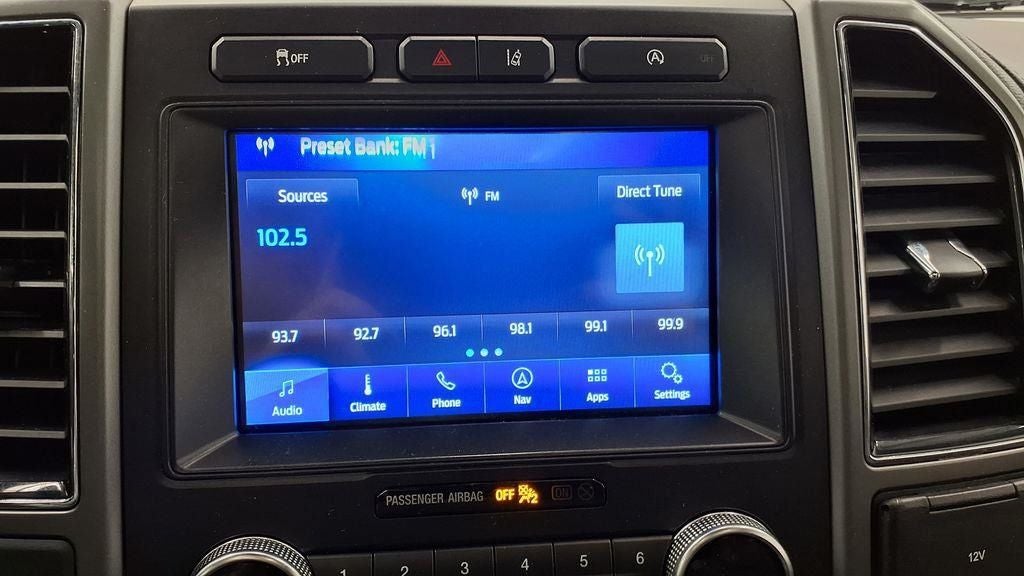 OFF
OFF
Preset Bank: FM 1
Sources
FM
Direct Tune
102.5
93.7 92.7 96.1 98.1 99.1 99.9
Audio Climate Phone Nav Apps Settings
PASSENGER AIRBAG OFF 2 ON
1 2 3 4 5 6
12V